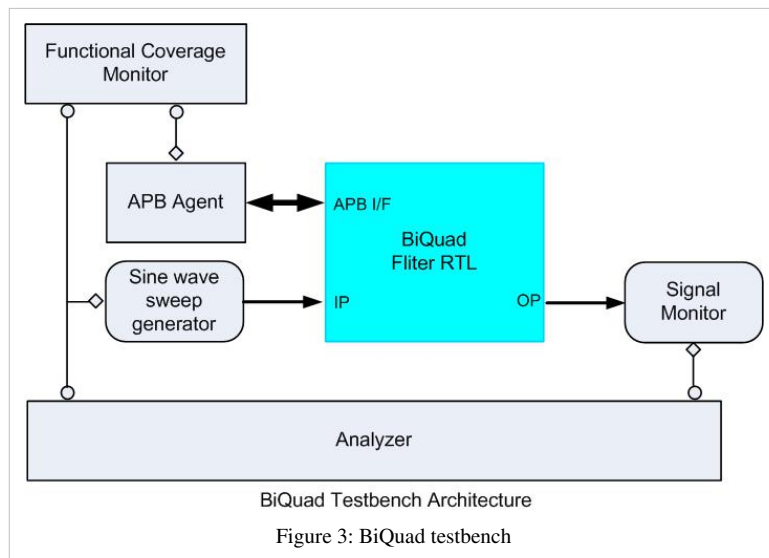 Functional Coverage
Monitor
APB Agent
APB I/F
BiQuad
Fliter RTL
Sine wave
sweep
generator
IP
OP
Signal
Monitor
Analyzer
BiQuad Testbench Architecture
Figure 3: BiQuad testbench